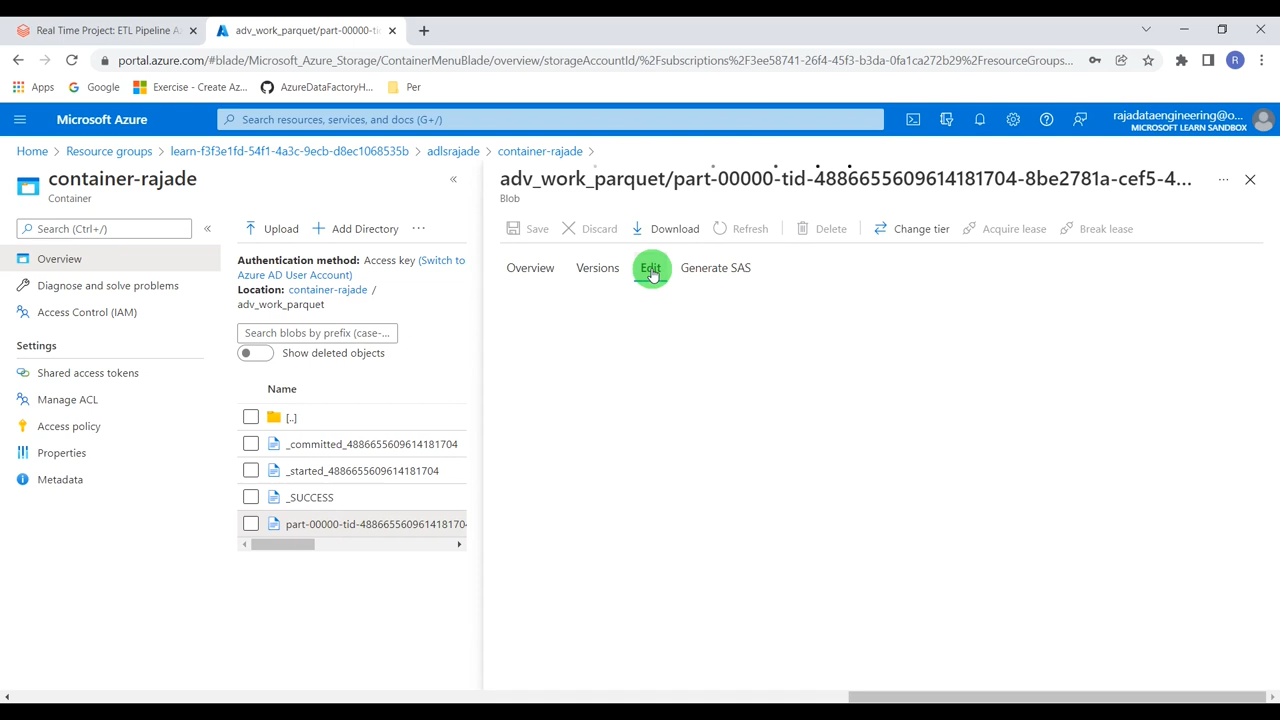 Real Time Project: ETL Pipeline A
adv_work_parquet/part-00000-ti
portal.azure.com/#blade/Microsoft_Azure_Storage/ContainerMenuBlade/overview/storageAccountId/%2Fsubscriptions%2F3ee58741-26f4-45f3-b3da-0fa1ca272b29%2FresourceGroups...
R
Apps
Google
Exercise - Create Az...
AzureDataFactoryH...
Per
Microsoft Azure
Search resources, services, and docs (G+/)
rajadataengineering@o...
MICROSOFT LEARN SANDBOX
Home > Resource groups > learn-f3f3e1fd-54f1-4a3c-9ecb-d8ec1068535b > adlsrajade > container-rajade >
container-rajade
Container
Search (Ctrl+/)
Overview
Diagnose and solve problems
Access Control (IAM)
Settings
Shared access tokens
Manage ACL
Access policy
Properties
Metadata
Upload
Add Directory
Authentication method: Access key (Switch to
Azure AD User Account)
Location: container-rajade /
adv_work_parquet
Search blobs by prefix (case-...
Show deleted objects
Name
[..]
_committed_4886655609614181704
_started_4886655609614181704
_SUCCESS
part-00000-tid-488665560961418170
adv_work_parquet/part-00000-tid-4886655609614181704-8be2781a-cef5-4...
Blob
Save
Discard
Download
Refresh
Delete
Change tier
Acquire lease
Break lease
Overview
Versions
Edit
Generate SAS